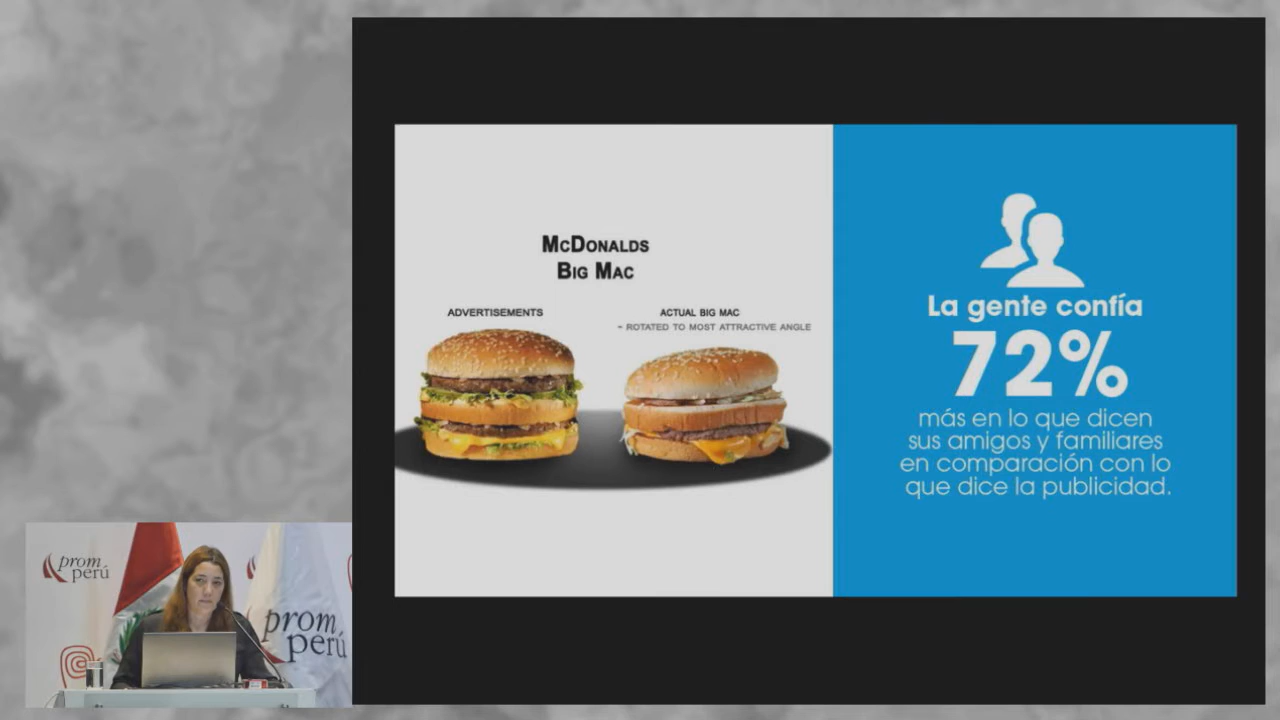 McDonalds
Big Mac
ADVERTISEMENTS
ACTUAL BIG MAC
- ROTATED TO MOST ATTRACTIVE ANGLE
La gente confía
72%
más en lo que dicen
sus amigos y familiares
en comparación con lo
que dice la publicidad.
prom
perú
prom
perú